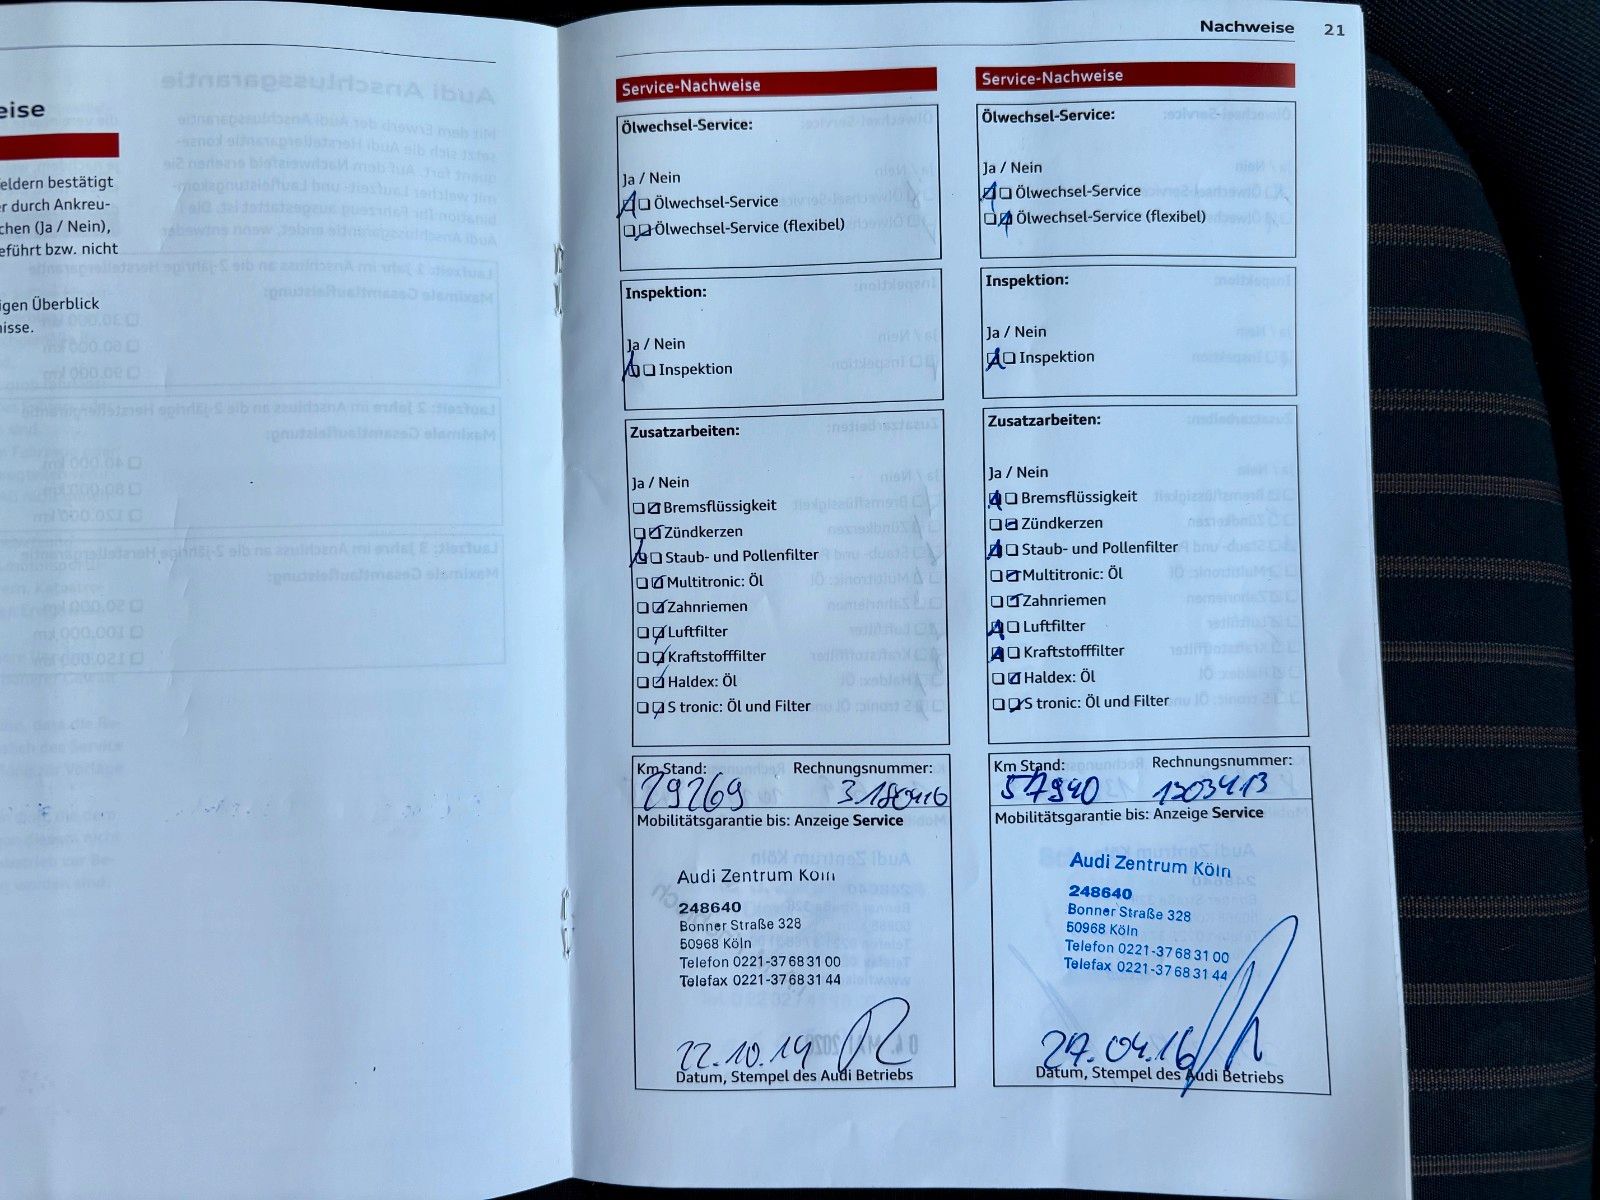 eise
eldern bestätigt
er durch Ankreu-
chen (Ja / Nein),
eführt bzw. nicht
igen Überblick
nisse.
Nachweise 21
Service-Nachweise
Ölwechsel-Service:
Ja / Nein
Ölwechsel-Service
Ölwechsel-Service (flexibel)
Inspektion:
Ja / Nein
Inspektion
Zusatzarbeiten:
Ja / Nein
Bremsflüssigkeit
Zündkerzen
Staub- und Pollenfilter
Multitronic: Öl
Zahnriemen
Luftfilter
Kraftstofffilter
Haldex: Öl
S tronic: Öl und Filter
Km Stand: Rechnungsnummer:
29269
Mobilitätsgarantie bis: Anzeige Service
Audi Zentrum Köln
248640
Bonner Straße 328
50968 Köln
Telefon 0221-37 68 31 00
Telefax 0221-37 68 31 44
22.10.14
Datum, Stempel des Audi Betriebs
Service-Nachweise
Ölwechsel-Service:
Ja / Nein
Ölwechsel-Service
Ölwechsel-Service (flexibel)
Inspektion:
Ja / Nein
Inspektion
Zusatzarbeiten:
Ja / Nein
Bremsflüssigkeit
Zündkerzen
Staub- und Pollenfilter
Multitronic: Öl
Zahnriemen
Luftfilter
Kraftstofffilter
Haldex: Öl
S tronic: Öl und Filter
Km Stand: Rechnungsnummer:
57940 1303413
Mobilitätsgarantie bis: Anzeige Service
Audi Zentrum Köln
248640
Bonner Straße 328
50968 Köln
Telefon 0221-37 68 31 00
Telefax 0221-37 68 31 44
27.04.16
Datum, Stempel des Audi Betriebs